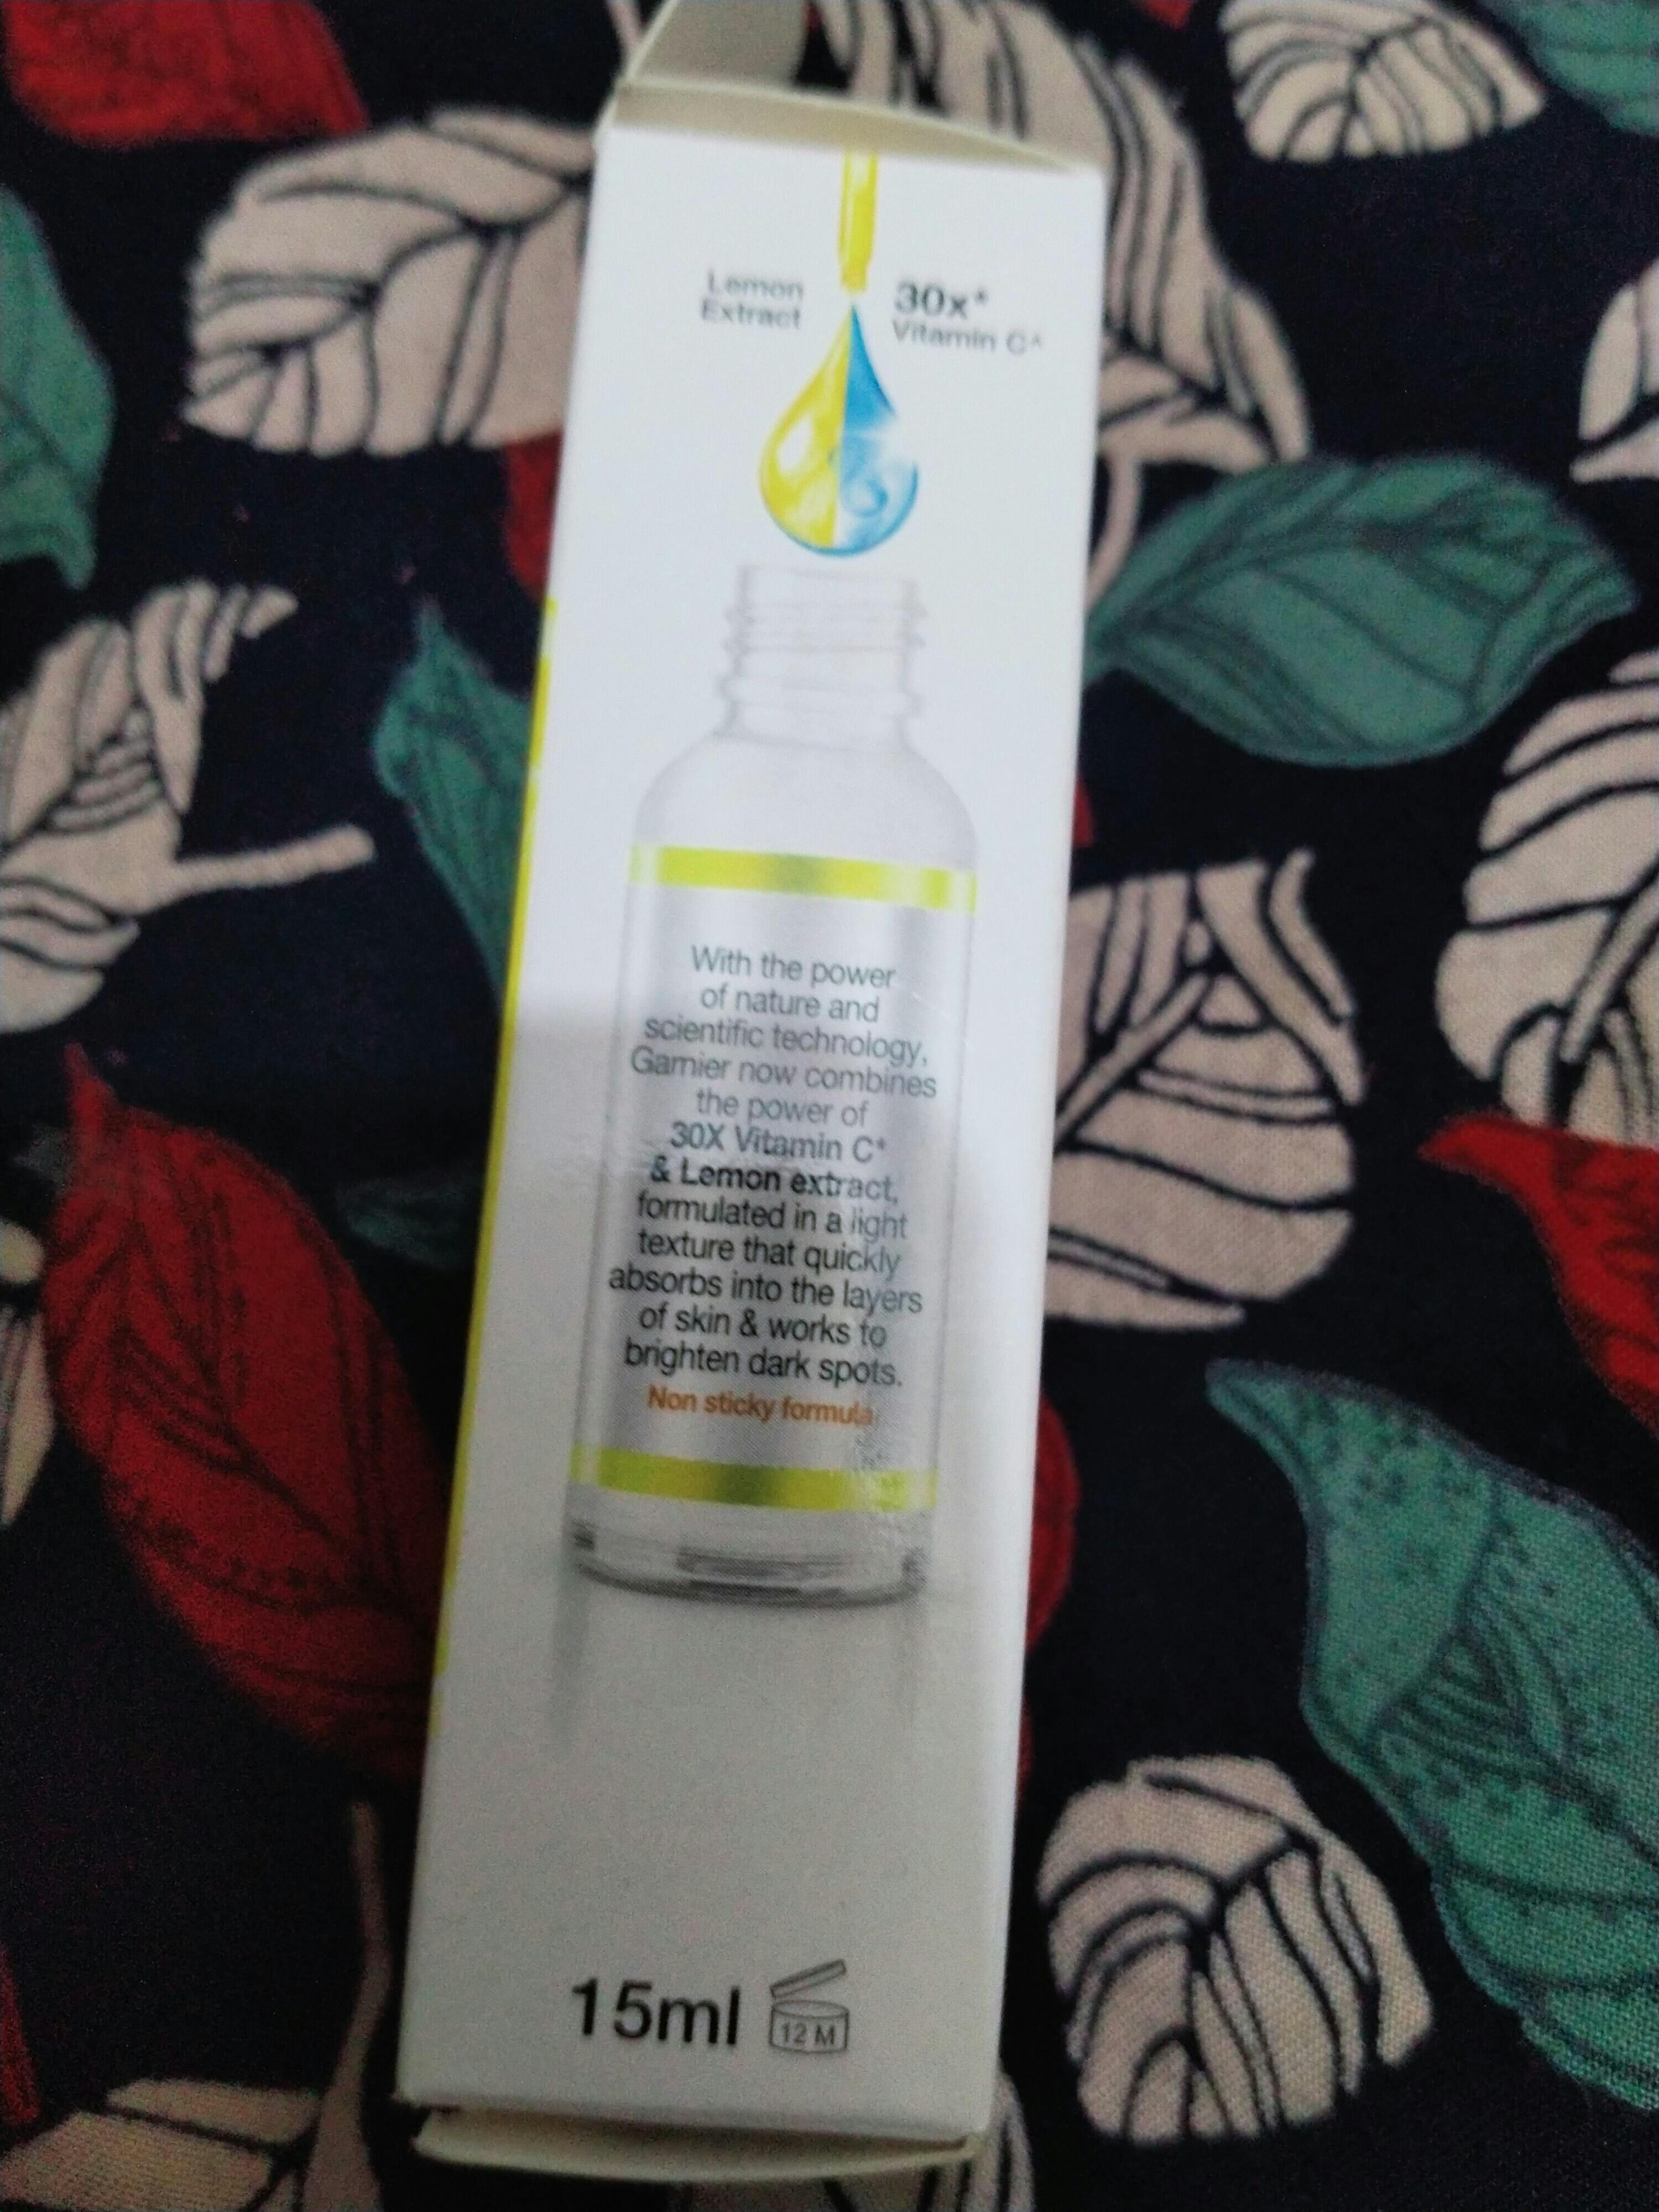 Lemon
Extract
30x*
Vitamin C^
With the power
of nature and
scientific technology,
Garnier now combines
the power of
30X Vitamin C*
& Lemon extract,
formulated in a light
texture that quickly
absorbs into the layers
of skin & works to
brighten dark spots.
Non sticky formula
15ml
12 M